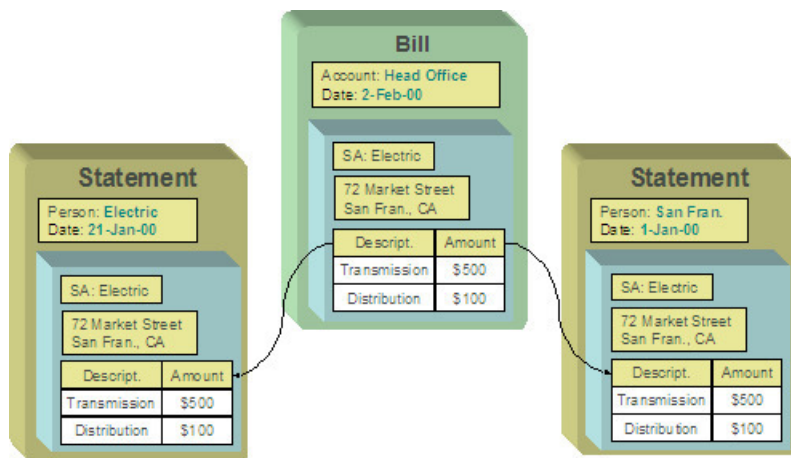 Bill
Account: Head Office
Date: 2-Feb-00
SA: Electric
72 Market Street
San Fran., CA
Descript. Amount
Transmission $500
Distribution $100
Statement
Person: Electric
Date: 21-Jan-00
SA: Electric
72 Market Street
San Fran., CA
Descript. Amount
Transmission $500
Distribution $100
Statement
Person: San Fran.
Date: 1-Jan-00
SA: Electric
72 Market Street
San Fran., CA
Descript. Amount
Transmission $500
Distribution $100